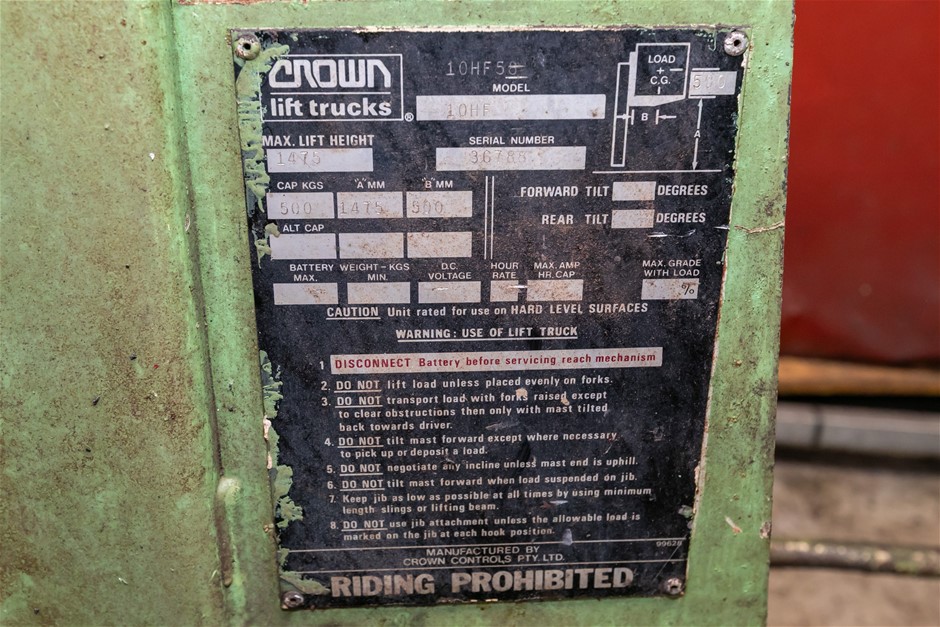 CROWN
lift trucks®
10HF58
MODEL
10HF
LOAD
+
C.G.
B
A
MAX. LIFT HEIGHT
1475
SERIAL NUMBER
CAP KGS "A" MM "B" MM
500 1475 500
ALT CAP
FORWARD TILT DEGREES
REAR TILT DEGREES
BATTERY WEIGHT - KGS
MAX. MIN.
D.C. VOLTAGE
HOUR RATE
MAX. AMP HR. CAP
MAX. GRADE WITH LOAD
%
CAUTION Unit rated for use on HARD LEVEL SURFACES
WARNING: USE OF LIFT TRUCK
1 DISCONNECT Battery before servicing reach mechanism
2. DO NOT lift load unless placed evenly on forks.
3. DO NOT transport load with forks raised except
to clear obstructions then only with mast tilted
back towards driver.
4. DO NOT tilt mast forward except where necessary
to pick up or deposit a load.
5. DO NOT negotiate any incline unless mast end is uphill.
6. DO NOT tilt mast forward when load suspended on jib.
7. Keep jib as low as possible at all times by using minimum
length slings or lifting beam.
8. DO NOT use jib attachment unless the allowable load is
marked on the jib at each hook position.
99628
MANUFACTURED BY
CROWN CONTROLS PTY. LTD.
RIDING PROHIBITED